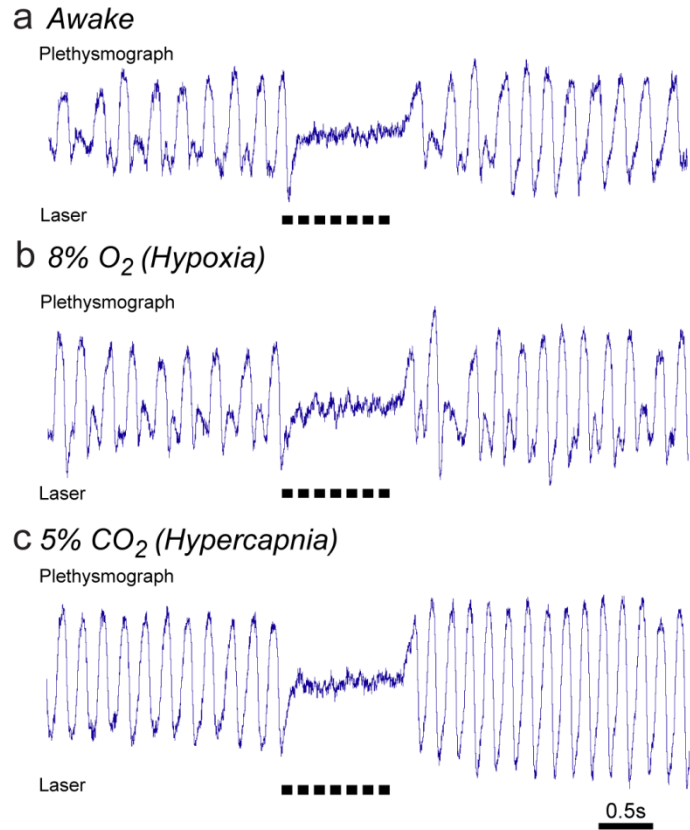 a Awake
Plethysmograph
Laser
b 8% O2 (Hypoxia)
Plethysmograph
Laser
c 5% CO2 (Hypercapnia)
Plethysmograph
Laser
0.5s